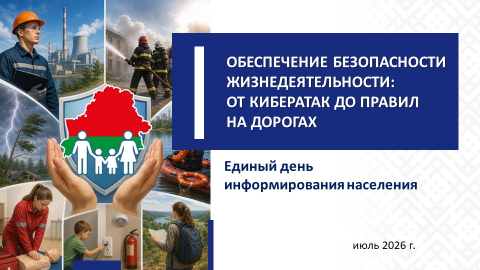 ОБЕСПЕЧЕНИЕ БЕЗОПАСНОСТИ
ЖИЗНЕДЕЯТЕЛЬНОСТИ:
ОТ КИБЕРАТАК ДО ПРАВИЛ
НА ДОРОГАХ
Единый день
информирования населения
июль 2026 г.